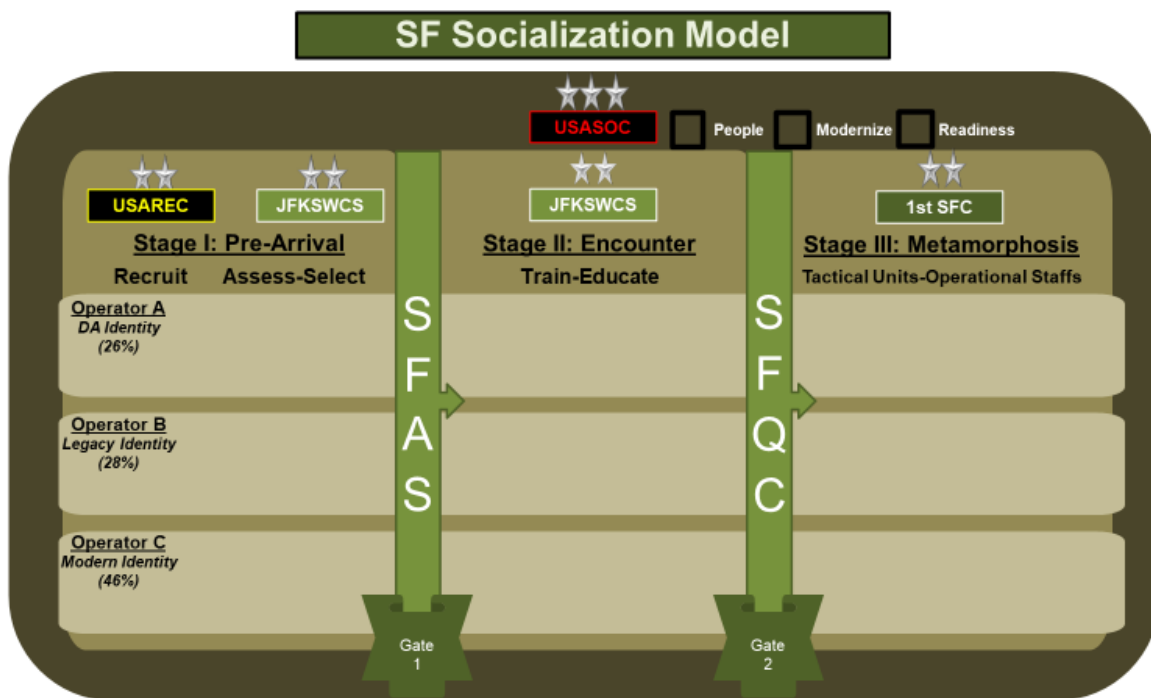 SF Socialization Model
USASOC
People
Modernize
Readiness
USAREC
JFKSWCS
JFKSWCS
1st SFC
Stage I: Pre-Arrival
Stage II: Encounter
Stage III: Metamorphosis
Recruit
Assess-Select
Train-Educate
Tactical Units-Operational Staffs
Operator A
DA Identity
(26%)
Operator B
Legacy Identity
(28%)
Operator C
Modern Identity
(46%)
S
F
A
S
S
F
Q
C
Gate
1
Gate
2